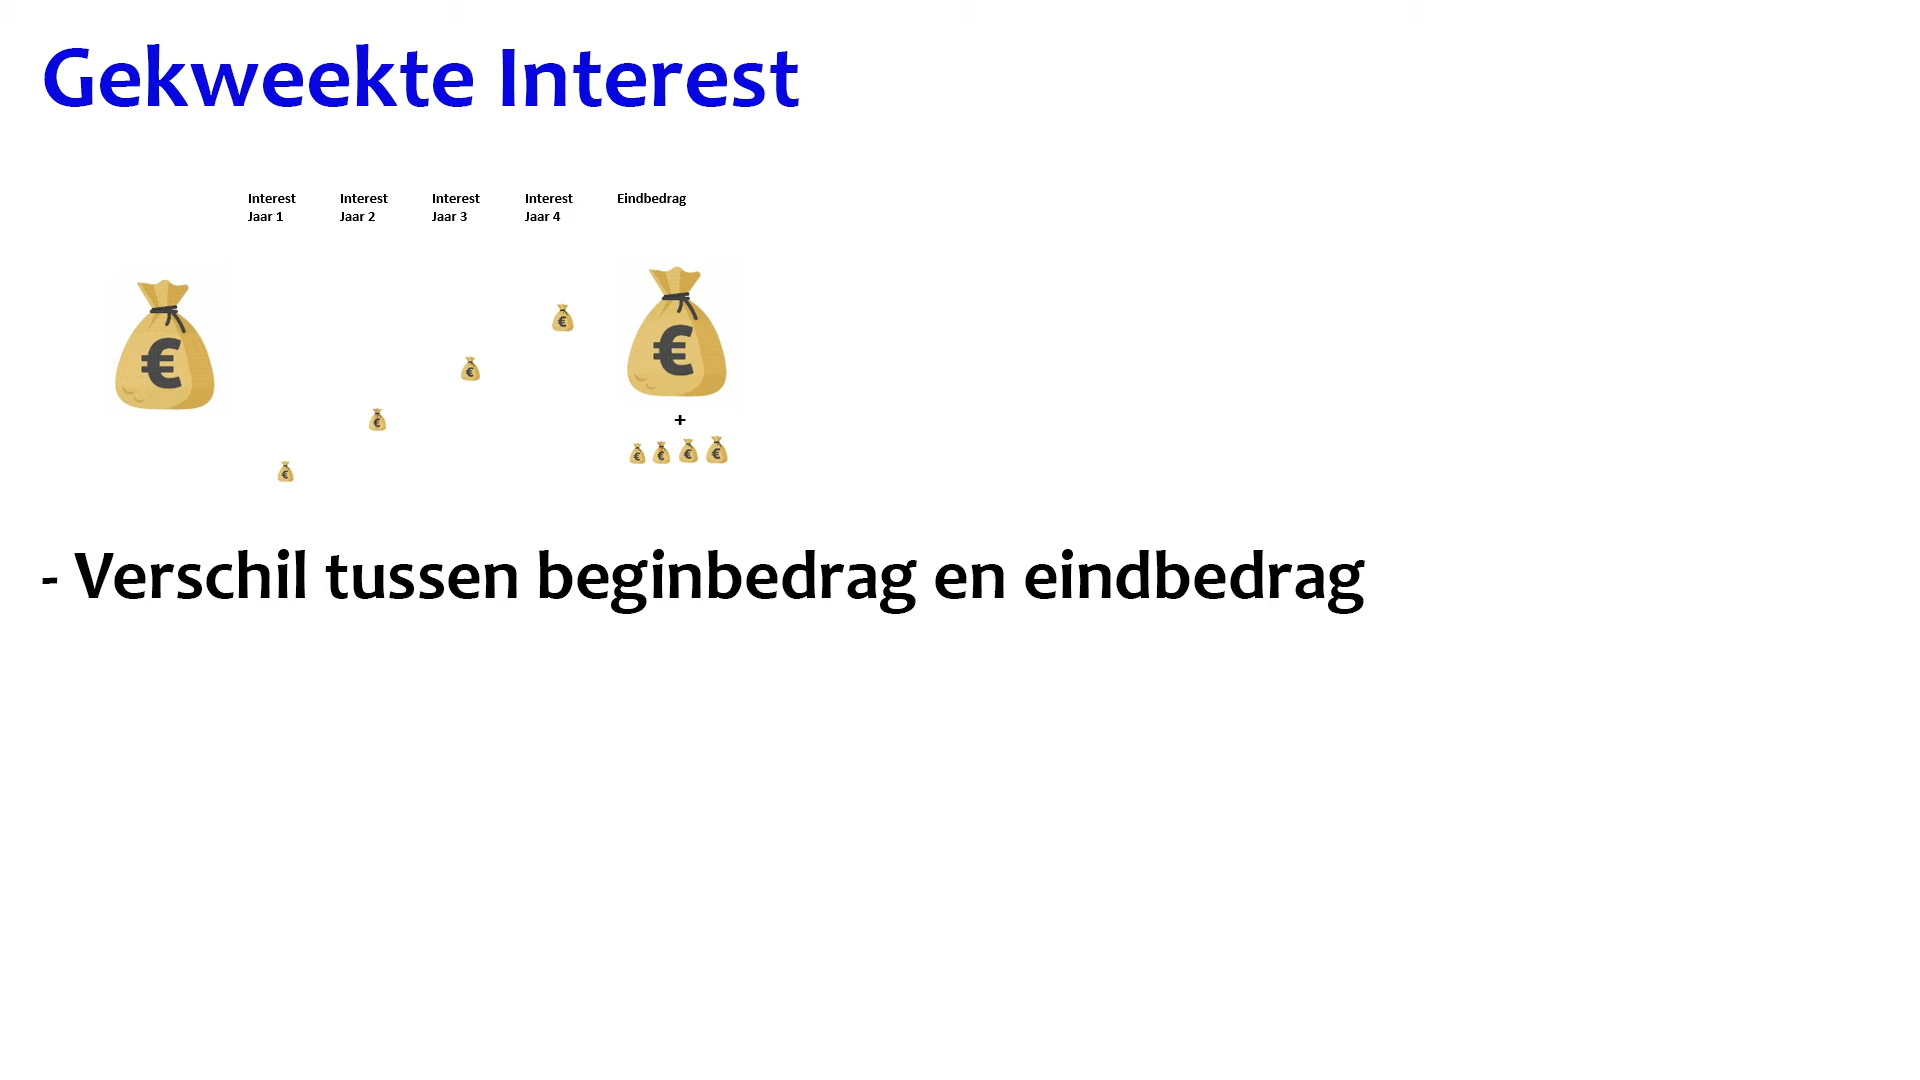 Gekweekte Interest
Interest Interest Interest Interest Eindbedrag
Jaar 1 Jaar 2 Jaar 3 Jaar 4
€ € € € € €
+
€ € € €
- Verschil tussen beginbedrag en eindbedrag